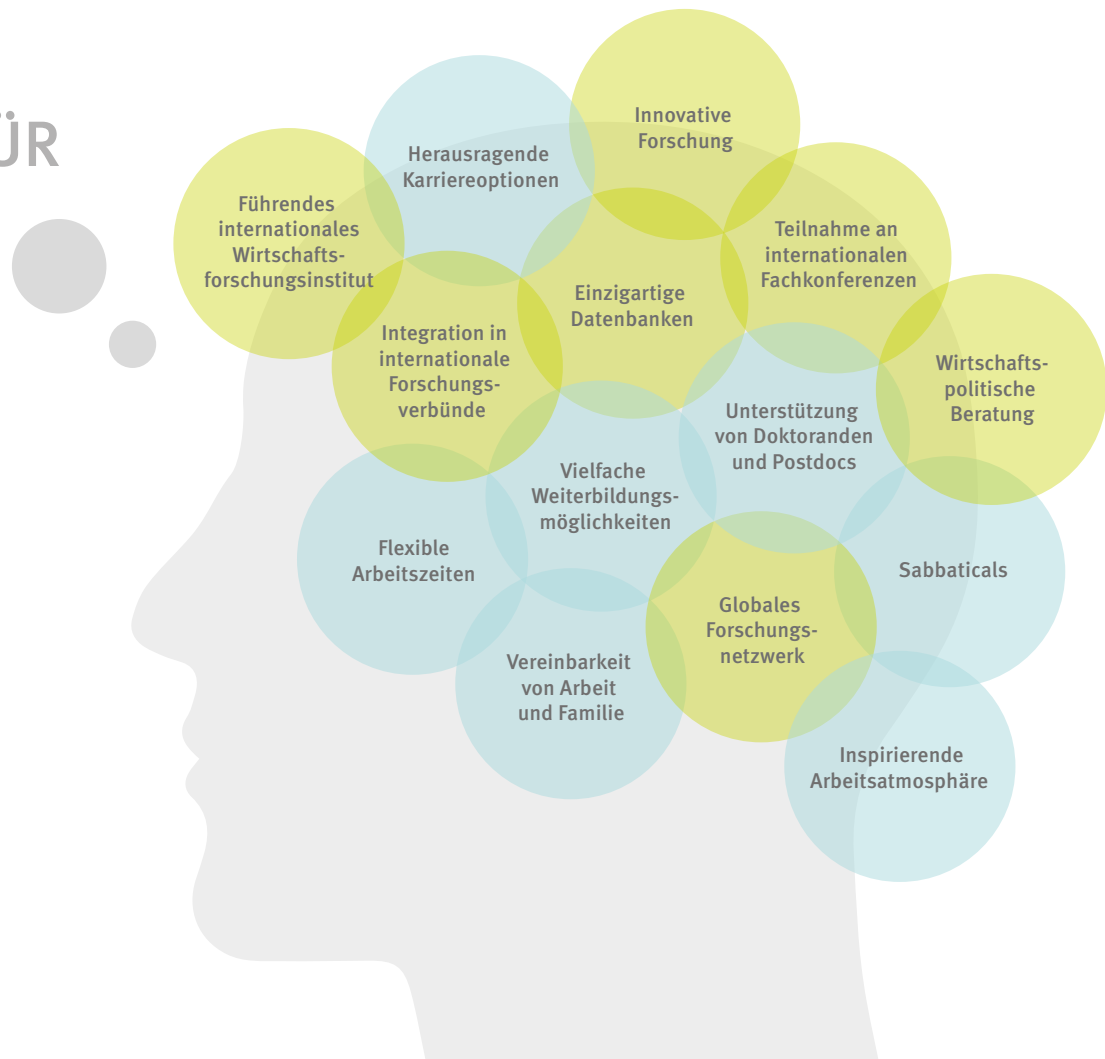 ÜR
Innovative
Forschung
Herausragende
Karriereoptionen
Führendes
internationales
Wirtschafts-
forschungsinstitut
Teilnahme an
internationalen
Fachkonferenzen
Einzigartige
Datenbanken
Integration in
internationale
Forschungs-
verbünde
Wirtschafts-
politische
Beratung
Unterstützung
von Doktoranden
und Postdocs
Vielfache
Weiterbildungs-
möglichkeiten
Flexible
Arbeitszeiten
Sabbaticals
Globales
Forschungs-
netzwerk
Vereinbarkeit
von Arbeit
und Familie
Inspirierende
Arbeitsatmosphäre